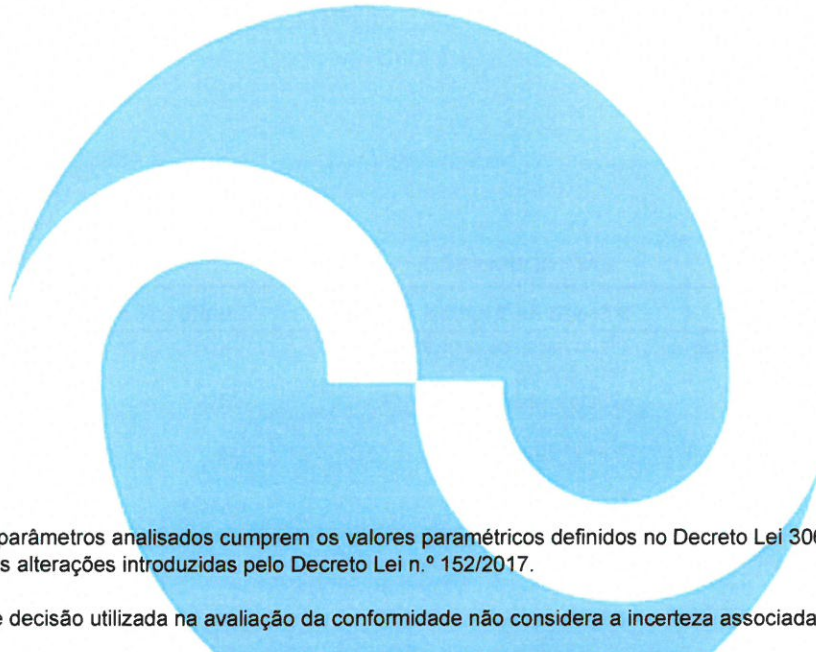 parâmetros analisados cumprem os valores paramétricos definidos no Decreto Lei 306
s alterações introduzidas pelo Decreto Lei n.º 152/2017.
e decisão utilizada na avaliação da conformidade não considera a incerteza associada